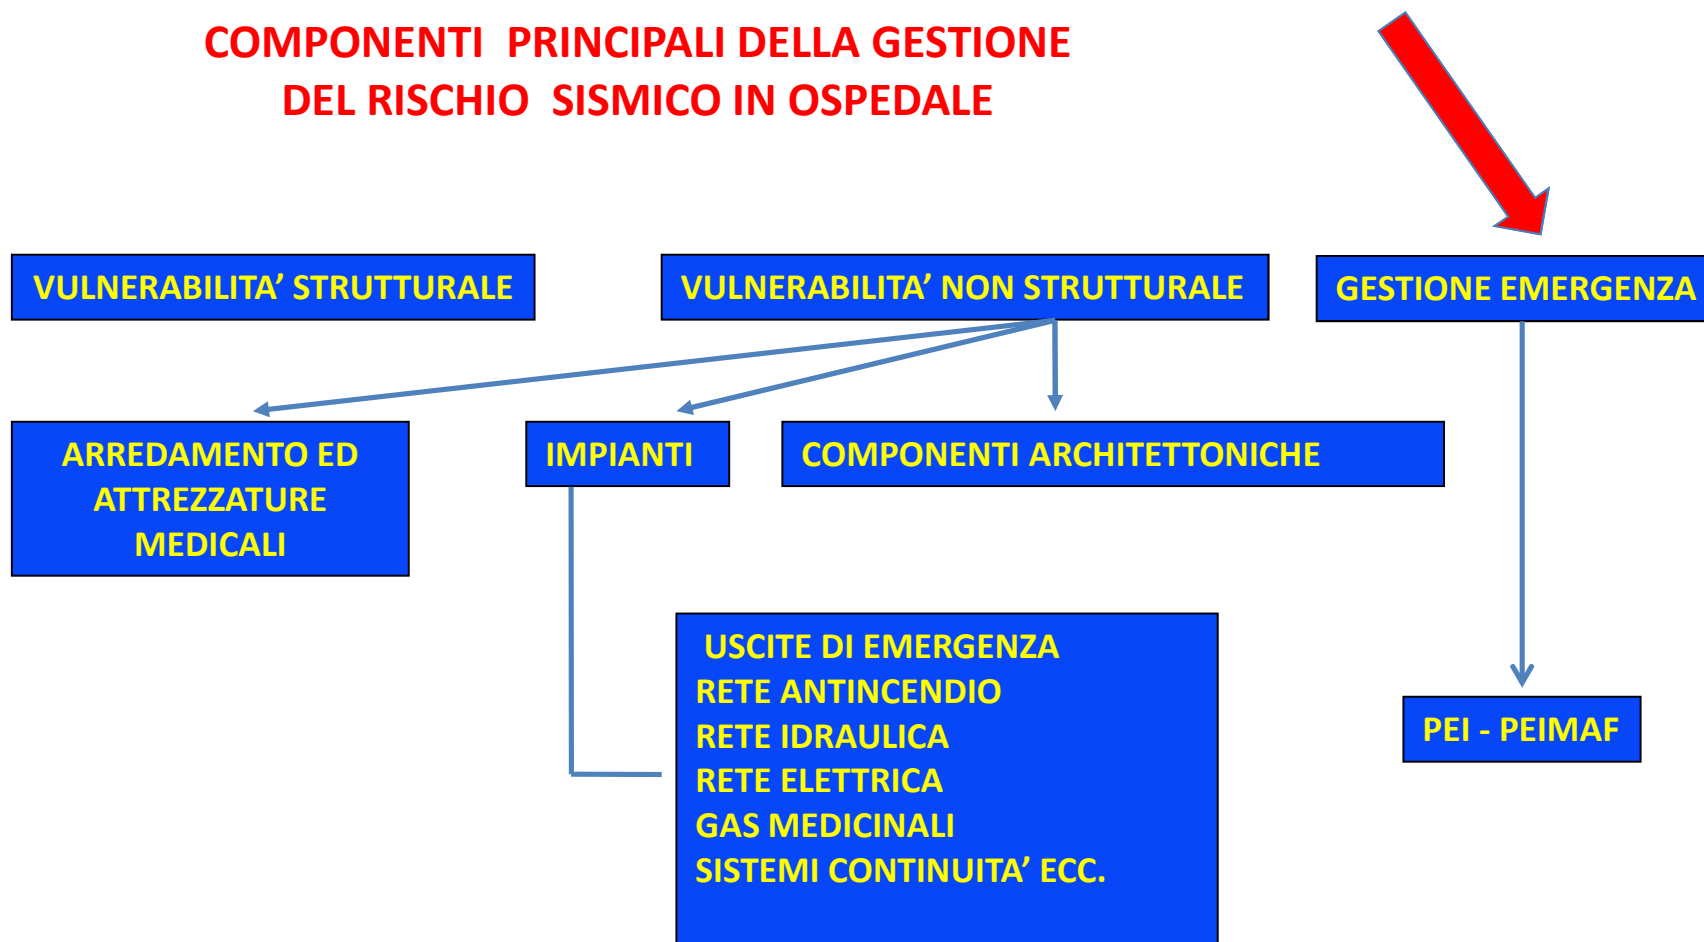 COMPONENTI PRINCIPALI DELLA GESTIONE
DEL RISCHIO SISMICO IN OSPEDALE
VULNERABILITA’ STRUTTURALE
VULNERABILITA’ NON STRUTTURALE
GESTIONE EMERGENZA
ARREDAMENTO ED
ATTREZZATURE
MEDICALI
IMPIANTI
COMPONENTI ARCHITETTONICHE
USCITE DI EMERGENZA
RETE ANTINCENDIO
RETE IDRAULICA
RETE ELETTRICA
GAS MEDICINALI
SISTEMI CONTINUITA’ ECC.
PEI - PEIMAF